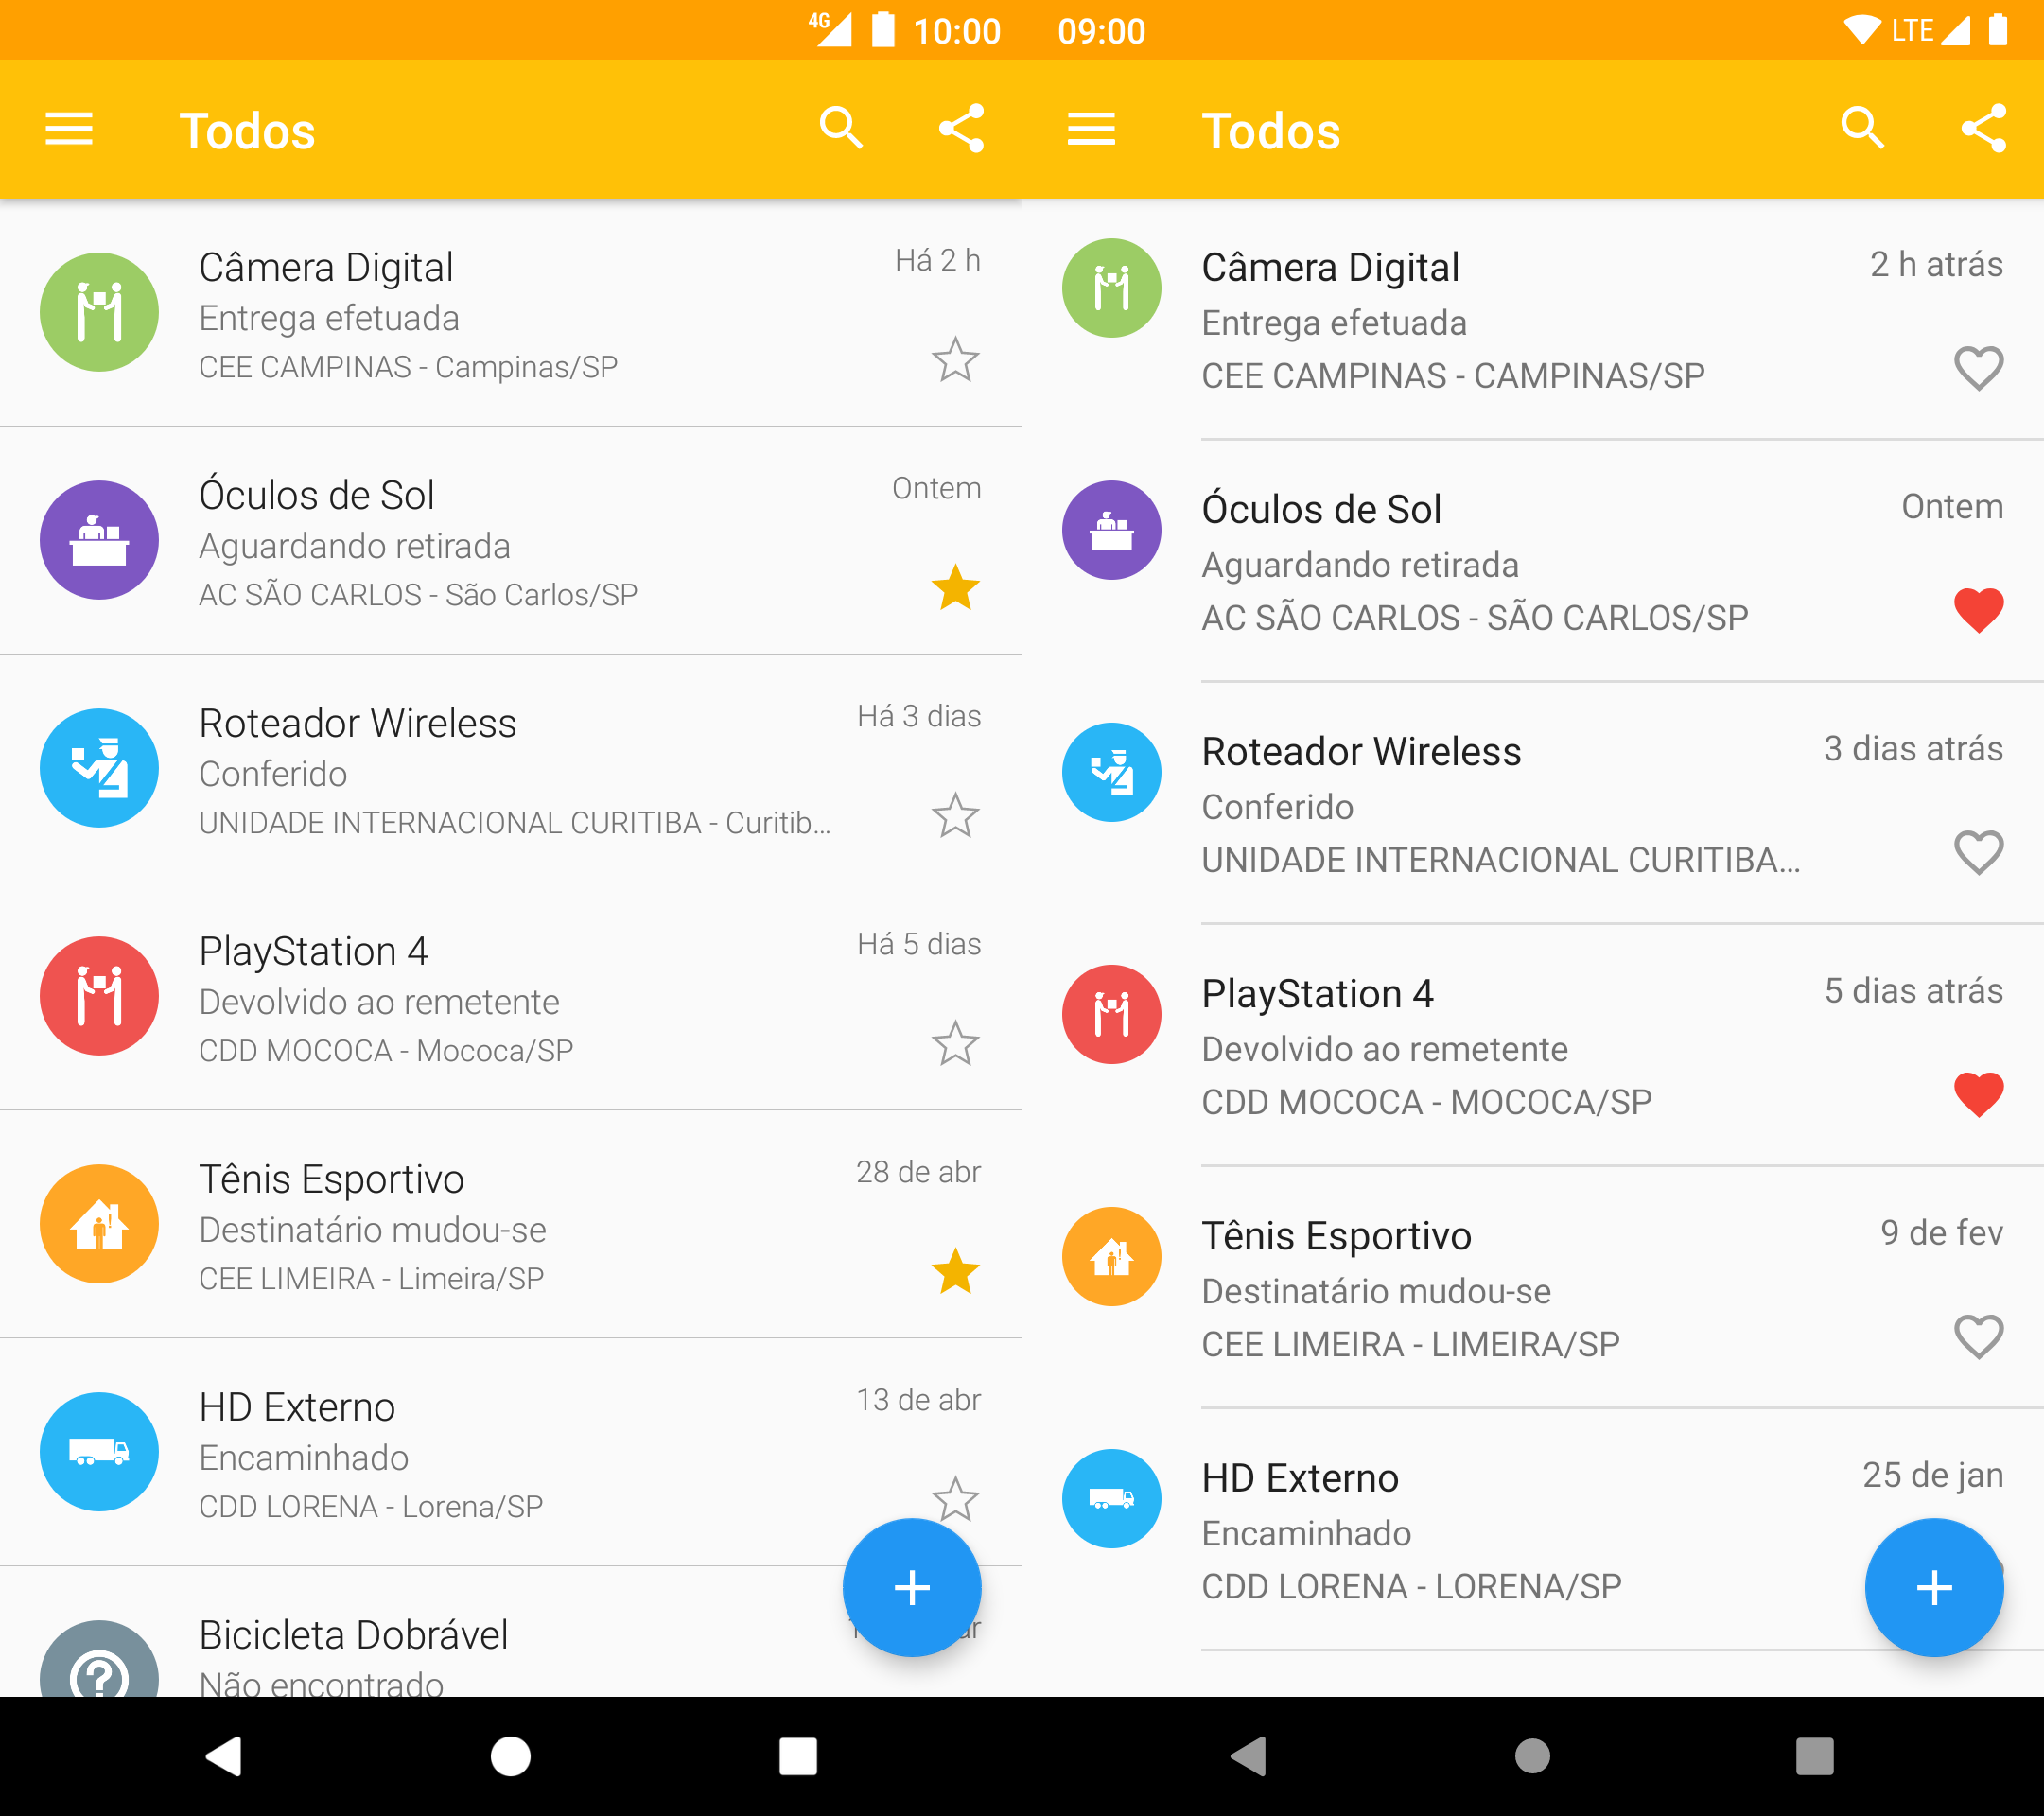 4G 10:00
Todos
Câmera Digital
Há 2 h
Entrega efetuada
CEE CAMPINAS - Campinas/SP
Óculos de Sol
Ontem
Aguardando retirada
AC SÃO CARLOS - São Carlos/SP
Roteador Wireless
Há 3 dias
Conferido
UNIDADE INTERNACIONAL CURITIBA - Curitib...
PlayStation 4
Há 5 dias
Devolvido ao remetente
CDD MOCOCA - Mococa/SP
Tênis Esportivo
28 de abr
Destinatário mudou-se
CEE LIMEIRA - Limeira/SP
HD Externo
13 de abr
Encaminhado
CDD LORENA - Lorena/SP
Bicicleta Dobrável
Não encontrado
09:00
LTE
Todos
Câmera Digital
2 h atrás
Entrega efetuada
CEE CAMPINAS - CAMPINAS/SP
Óculos de Sol
Ontem
Aguardando retirada
AC SÃO CARLOS - SÃO CARLOS/SP
Roteador Wireless
3 dias atrás
Conferido
UNIDADE INTERNACIONAL CURITIBA...
PlayStation 4
5 dias atrás
Devolvido ao remetente
CDD MOCOCA - MOCOCA/SP
Tênis Esportivo
9 de fev
Destinatário mudou-se
CEE LIMEIRA - LIMEIRA/SP
HD Externo
25 de jan
Encaminhado
CDD LORENA - LORENA/SP